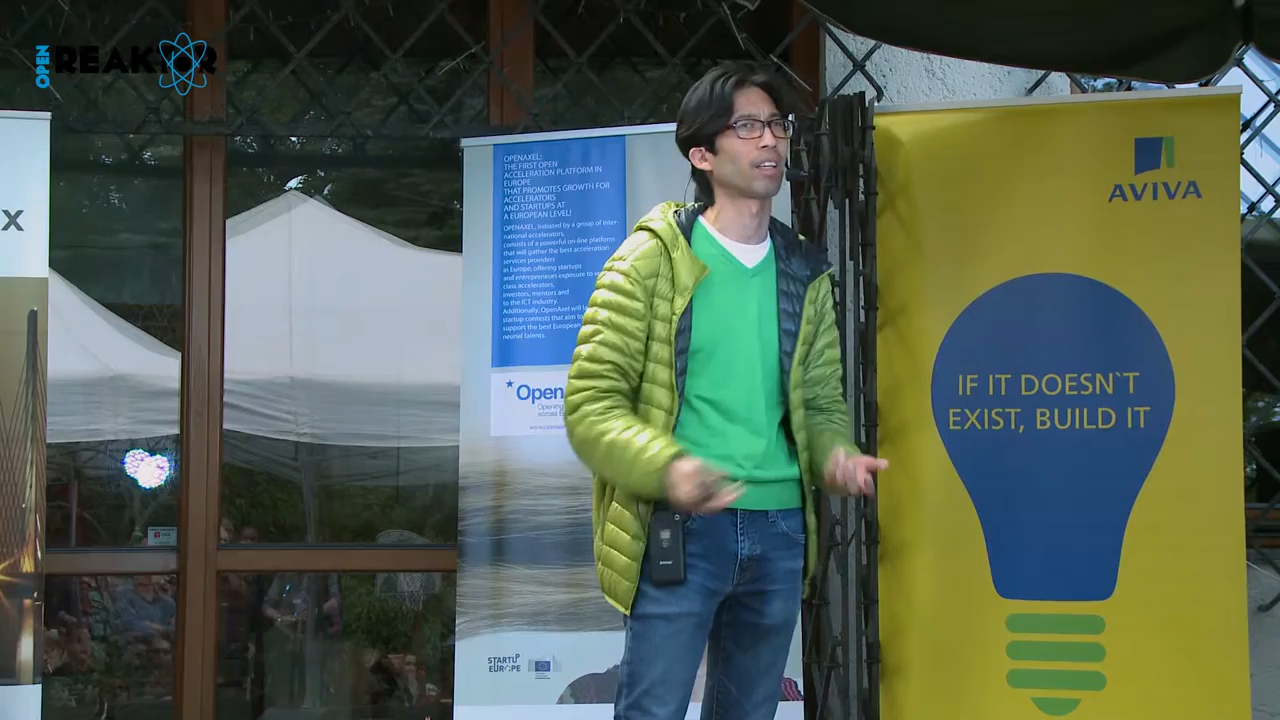 OPEN REAKTOR
X
OPENAXEL:
THE FIRST OPEN
ACCELERATION PLATFORM IN
EUROPE
THAT PROMOTES GROWTH FOR
ACCELERATORS
AND STARTUPS AT
A EUROPEAN LEVEL!
OPENAXEL, initiated by a group of inter-
national accelerators,
consists of a powerful on-line platform
that will gather the best acceleration
services providers
in Europe, offering startups
and entrepreneurs exposure to
class accelerators,
investors, mentors and
to the ICT industry.
Additionally, OpenAxel will
startup contests that aim to
support the best European
neurial talents.
Open
Opening
across
STARTUP
EUROPE
AVIVA
IF IT DOESN`T
EXIST, BUILD IT